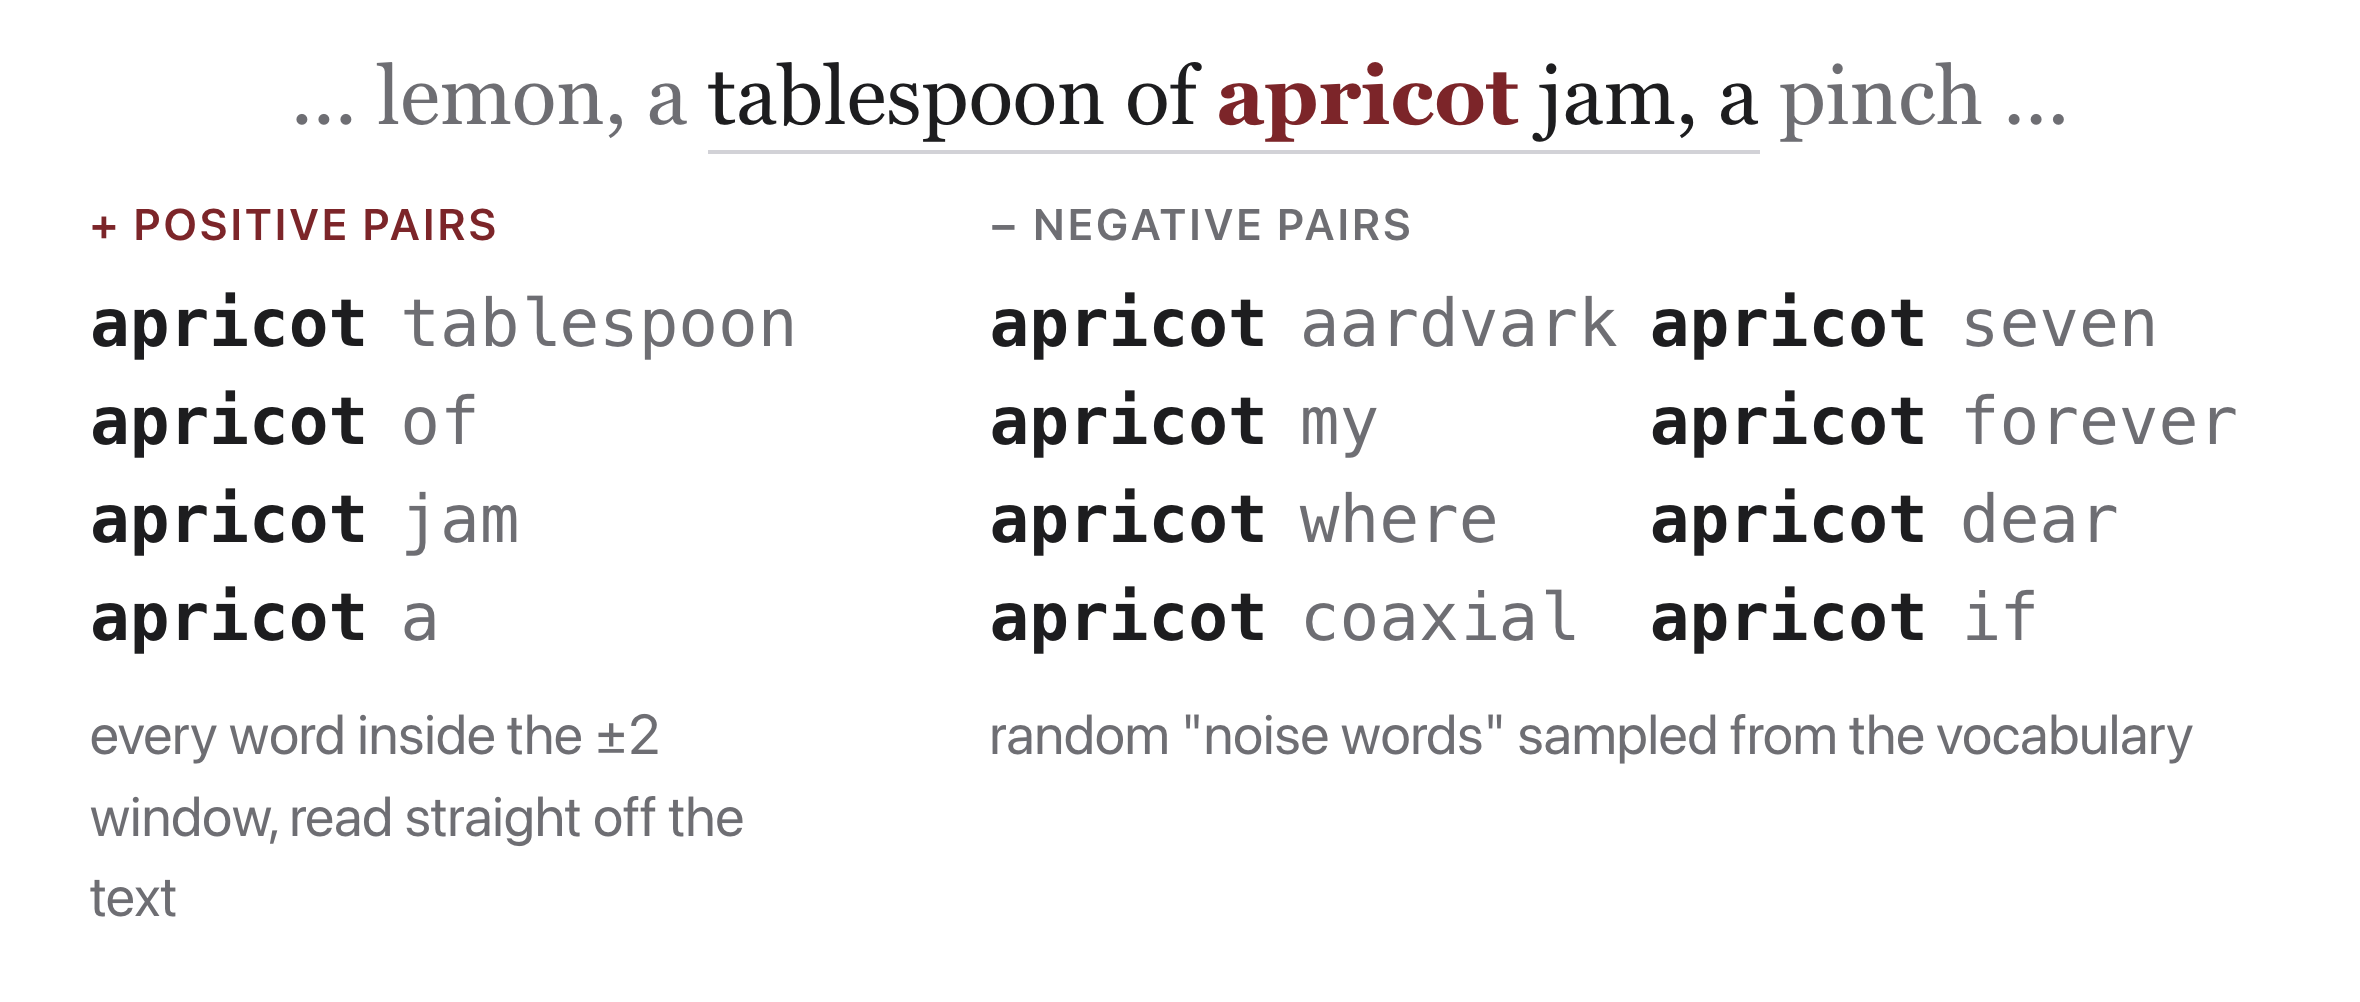 ... lemon, a tablespoon of apricot jam, a pinch ...
+ POSITIVE PAIRS
apricot tablespoon
apricot of
apricot jam
apricot a
every word inside the ±2
window, read straight off the
text
– NEGATIVE PAIRS
apricot aardvark apricot seven
apricot my apricot forever
apricot where apricot dear
apricot coaxial apricot if
random "noise words" sampled from the vocabulary